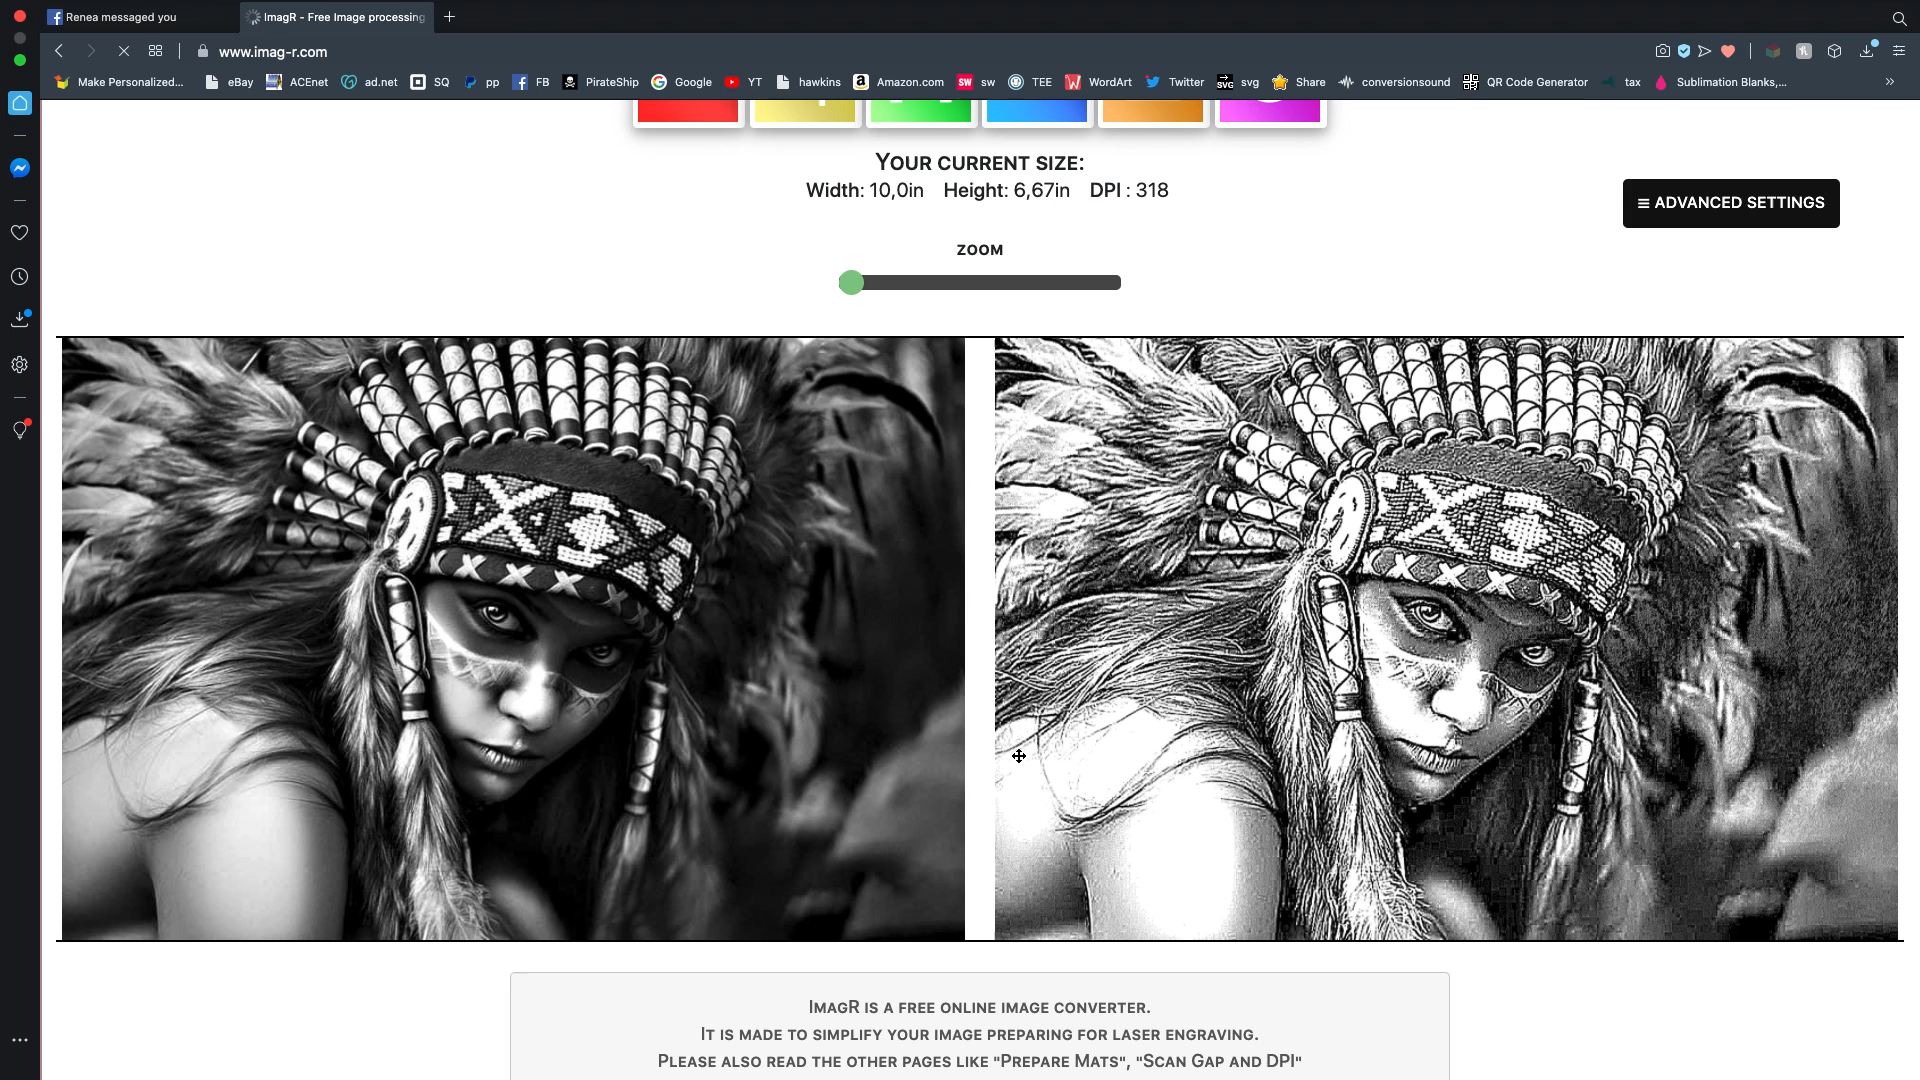 Renea messaged you
ImagR - Free Image processing
www.imag-r.com
Make Personalized...
eBay
ACEnet
ad.net
SQ
pp
FB
PirateShip
Google
YT
hawkins
Amazon.com
sw
TEE
WordArt
Twitter
svg
Share
conversionsound
QR Code Generator
tax
Sublimation Blanks,...
YOUR CURRENT SIZE:
Width: 10,0in Height: 6,67in DPI : 318
≡ ADVANCED SETTINGS
ZOOM
IMAGR IS A FREE ONLINE IMAGE CONVERTER.
IT IS MADE TO SIMPLIFY YOUR IMAGE PREPARING FOR LASER ENGRAVING.
PLEASE ALSO READ THE OTHER PAGES LIKE "PREPARE MATS", "SCAN GAP AND DPI"